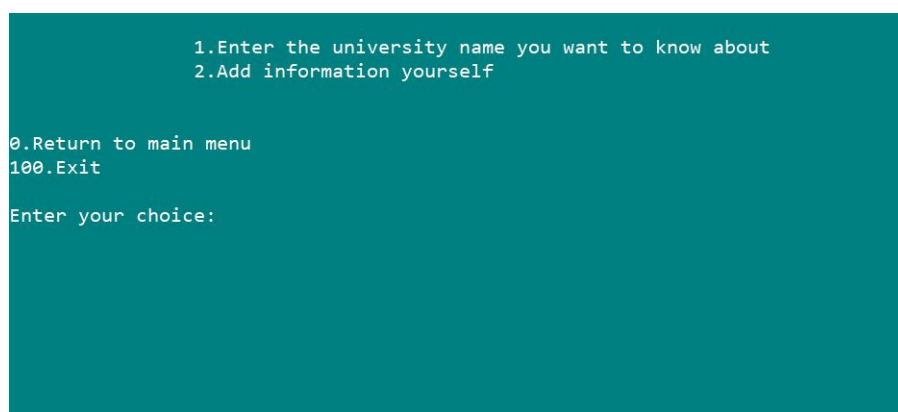 1.Enter the university name you want to know about
2.Add information yourself
0.Return to main menu
100.Exit
Enter your choice: